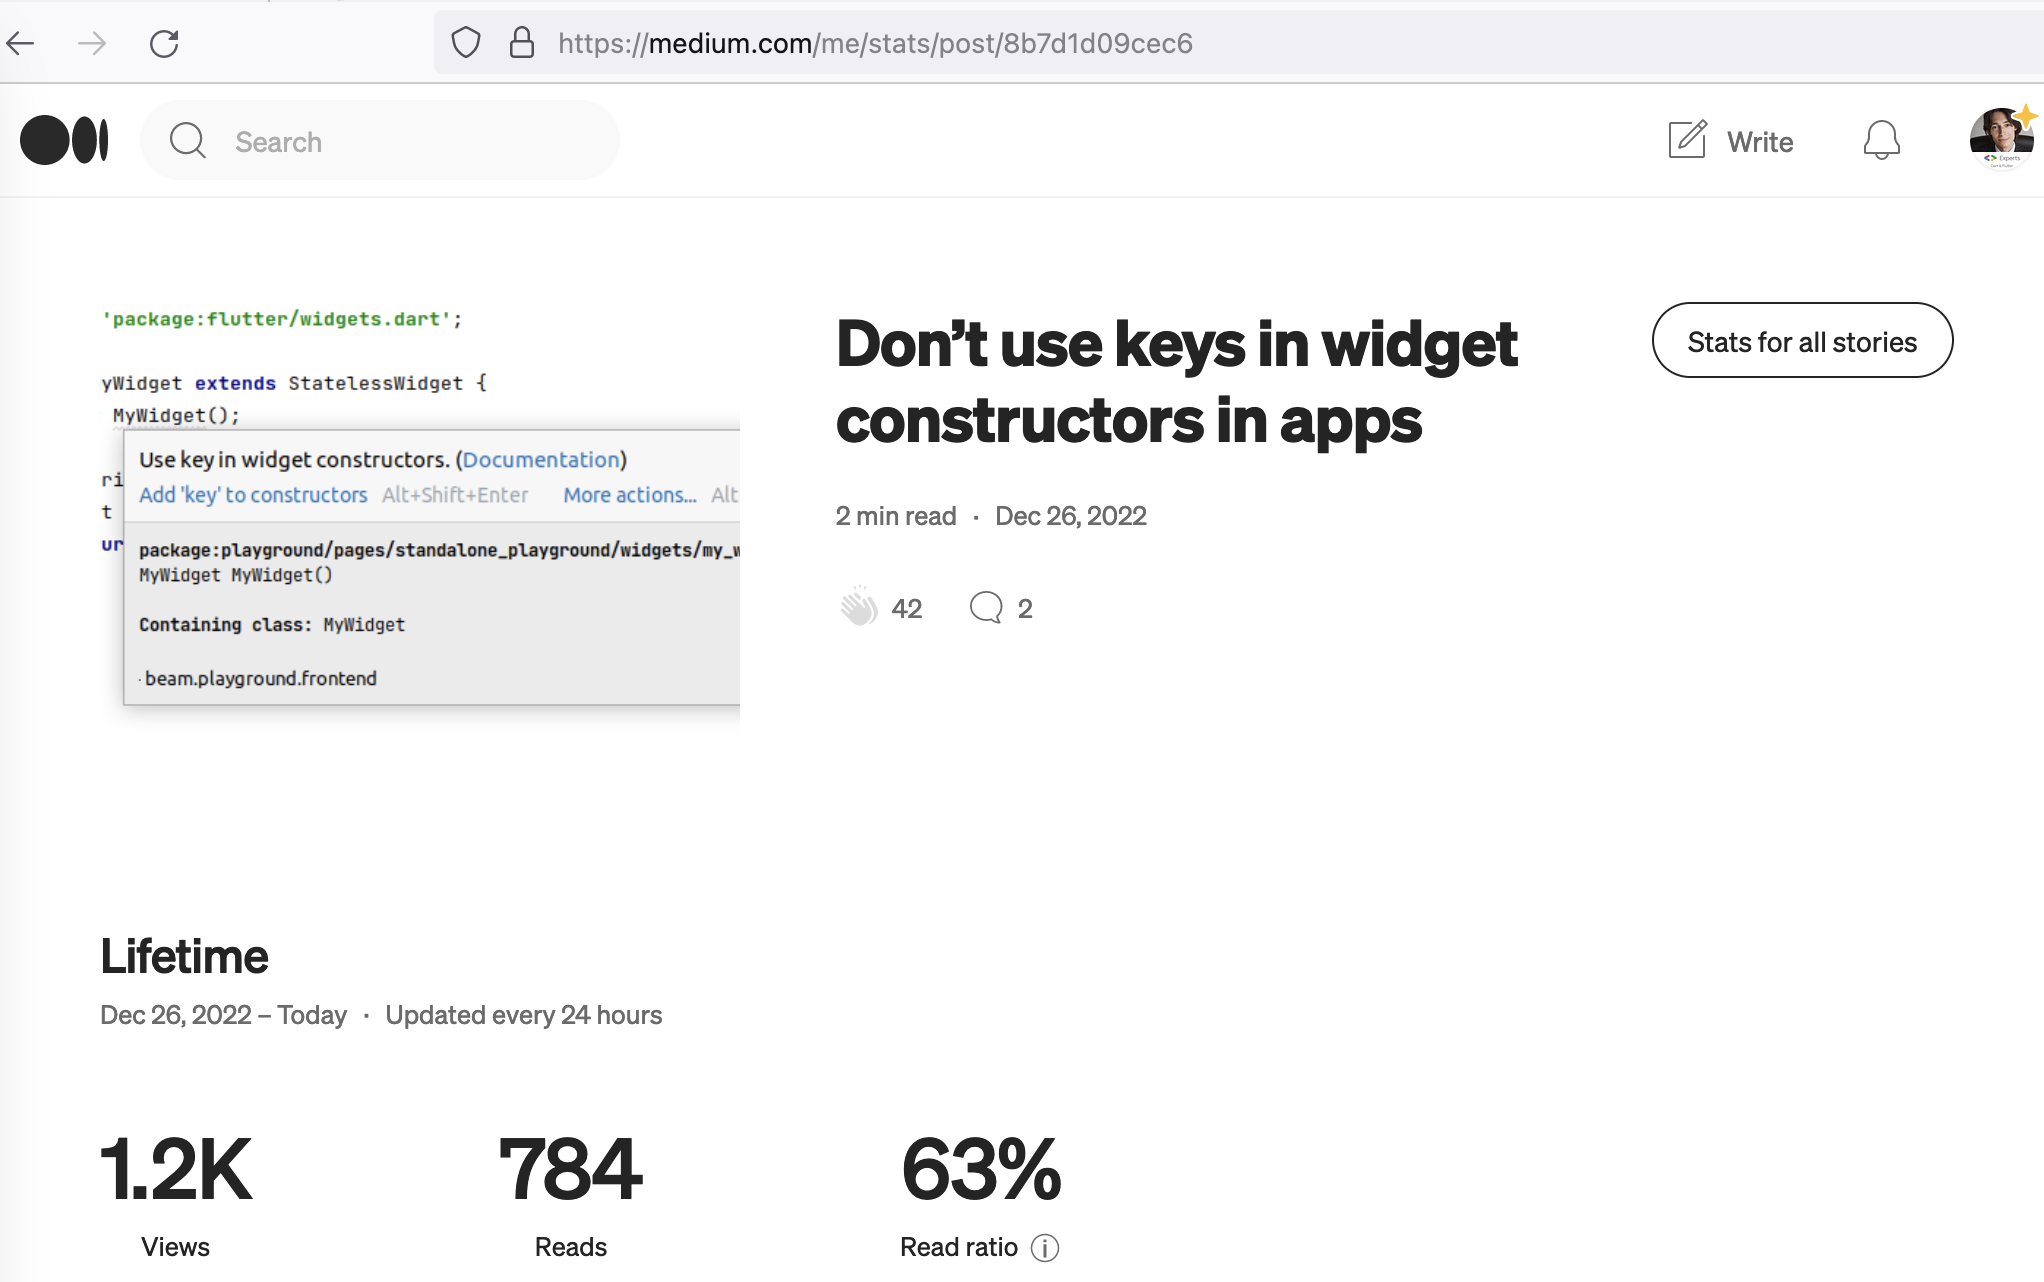 https://medium.com/me/stats/post/8b7d1d09cec6
Search
Write
Experts
'package:flutter/widgets.dart';
yWidget extends StatelessWidget {
MyWidget();
Use key in widget constructors. (Documentation)
Add 'key' to constructors Alt+Shift+Enter More actions... Alt
ri
t
ur
package:playground/pages/standalone_playground/widgets/my_w
MyWidget MyWidget()
Containing class: MyWidget
· beam.playground.frontend
Don’t use keys in widget
constructors in apps
2 min read · Dec 26, 2022
42 2
Stats for all stories
Lifetime
Dec 26, 2022 – Today · Updated every 24 hours
1.2K
Views
784
Reads
63%
Read ratio